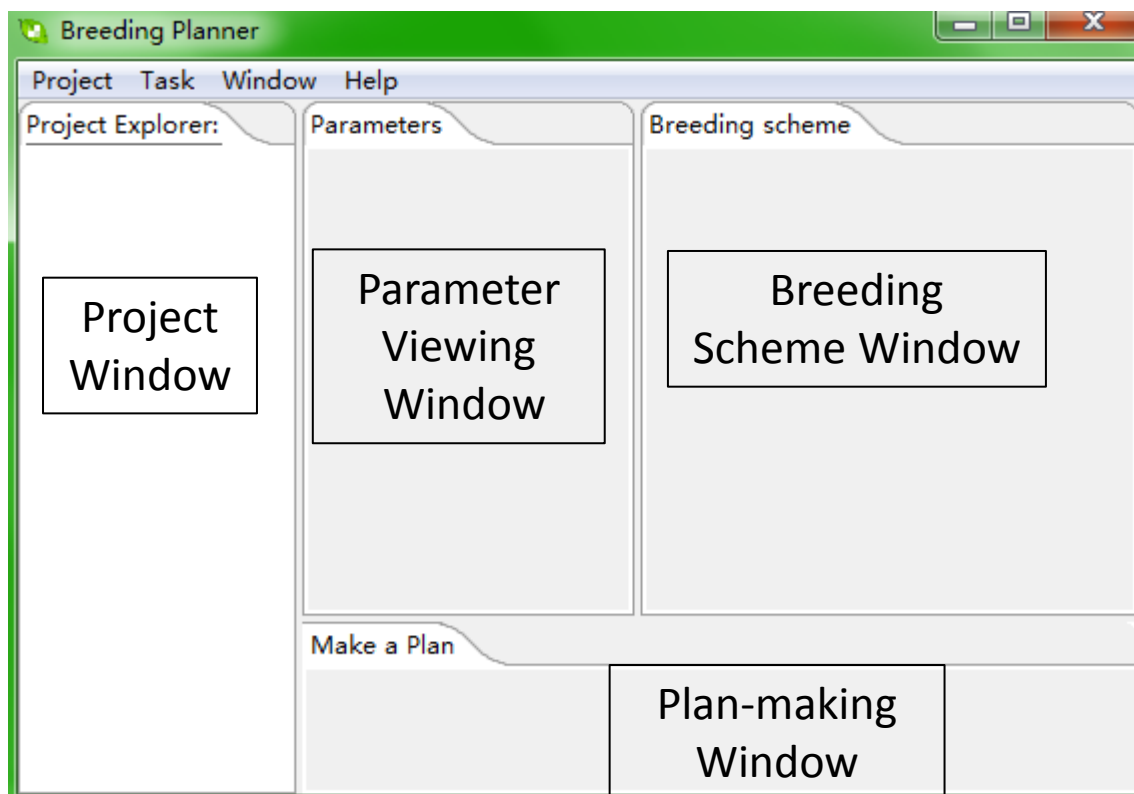 Breeding Planner
Project Task Window Help
Project Explorer:
Parameters
Breeding scheme
Project
Window
Parameter
Viewing
Window
Breeding
Scheme Window
Make a Plan
Plan-making
Window